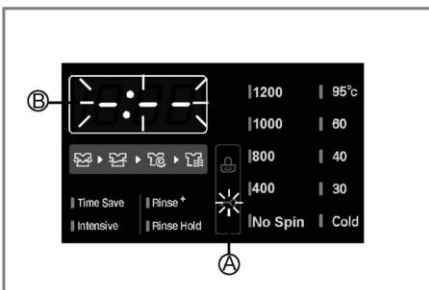 Ⓑ
-:--
1200 95°c
1000 60
800 40
400 30
No Spin Cold
Time Save Rinse+
Intensive Rinse Hold
Ⓐ